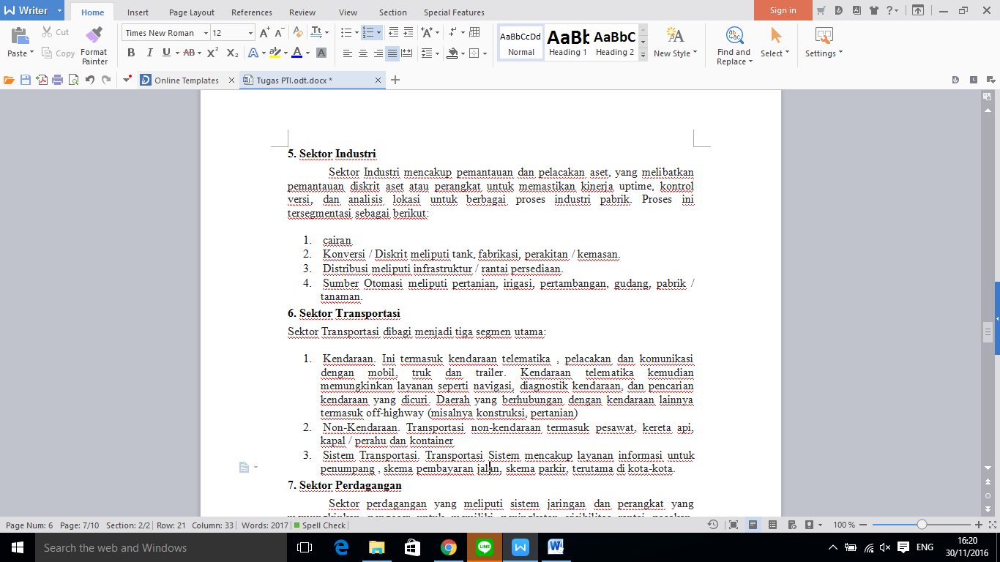 Writer
Home Insert Page Layout References Review View Section Special Features
Sign in
Paste Cut Copy Format Painter
Times New Roman 12
AaBbCcDd AaBb AaBbC
Normal Heading 1 Heading 2 New Style Find and Replace Select Settings
Online Templates Tugas PTI.odt.docx *
5. Sektor Industri
Sektor Industri mencakup pemantauan dan pelacakan aset, yang melibatkan
pemantauan diskrit aset atau perangkat untuk memastikan kinerja uptime, kontrol
versi, dan analisis lokasi untuk berbagai proses industri pabrik. Proses ini
tersegmentasi sebagai berikut:
1. cairan
2. Konversi / Diskrit meliputi tank, fabrikasi, perakitan / kemasan.
3. Distribusi meliputi infrastruktur / rantai persediaan.
4. Sumber Otomasi meliputi pertanian, irigasi, pertambangan, gudang, pabrik /
tanaman.
6. Sektor Transportasi
Sektor Transportasi dibagi menjadi tiga segmen utama:
1. Kendaraan. Ini termasuk kendaraan telematika , pelacakan dan komunikasi
dengan mobil, truk dan trailer. Kendaraan telematika kemudian
memungkinkan layanan seperti navigasi, diagnostik kendaraan, dan pencarian
kendaraan yang dicuri. Daerah yang berhubungan dengan kendaraan lainnya
termasuk off-highway (misalnya konstruksi, pertanian)
2. Non-Kendaraan. Transportasi non-kendaraan termasuk pesawat, kereta api,
kapal / perahu dan kontainer
3. Sistem Transportasi. Transportasi Sistem mencakup layanan informasi untuk
penumpang , skema pembayaran jalan, skema parkir, terutama di kota-kota.
7. Sektor Perdagangan
Sektor perdagangan yang meliputi sistem jaringan dan perangkat yang
Page Num: 6 Page: 7/10 Section: 2/2 Row: 21 Column: 33 Words: 2017 Spell Check 100 %
Search the web and Windows
ENG
16:20
30/11/2016